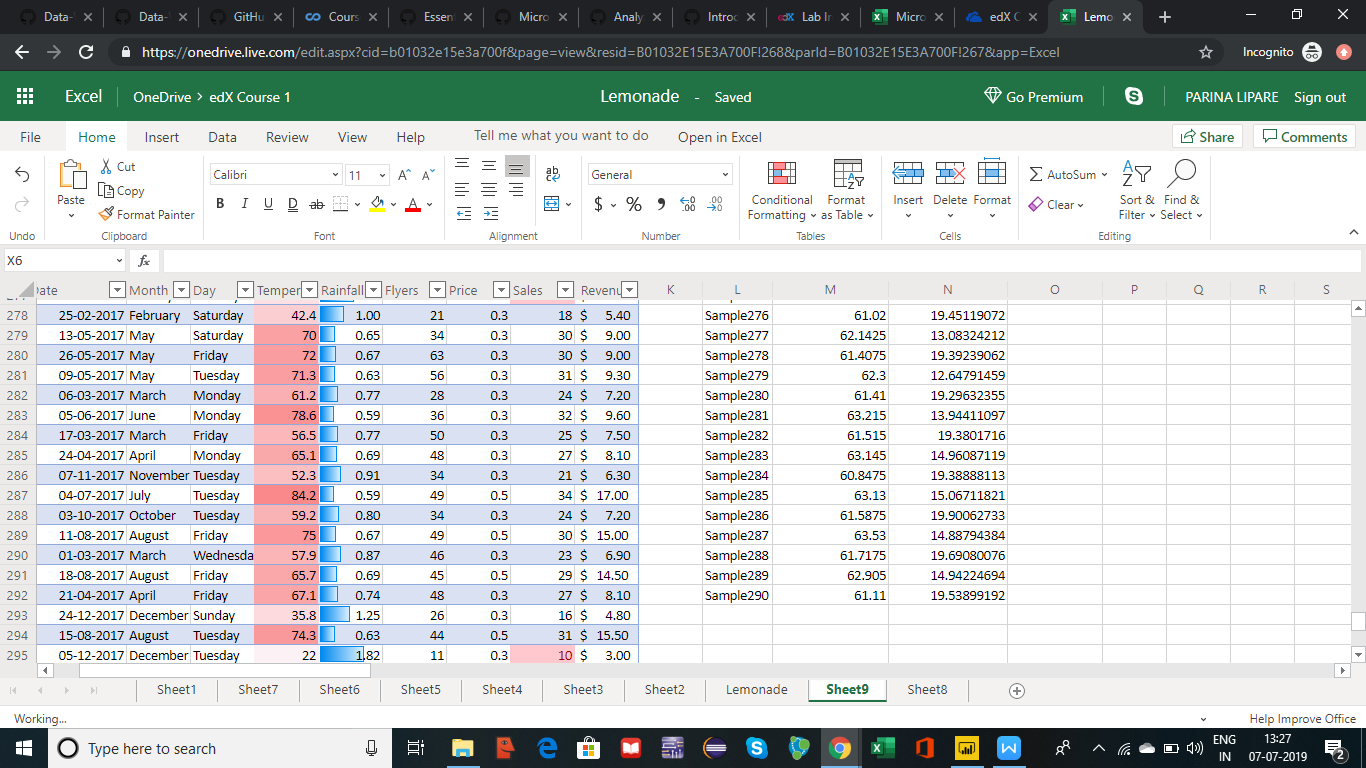 Data- Data- GitHu Cours Essen Micro Analy Introc Lab In Micro edX C Lemo
https://onedrive.live.com/edit.aspx?cid=b01032e15e3a700f&page=view&resid=B01032E15E3A700F!268&parId=B01032E15E3A700F!267&app=Excel Incognito
Excel OneDrive > edX Course 1 Lemonade - Saved Go Premium PARINA LIPARE Sign out
File Home Insert Data Review View Help Tell me what you want to do Open in Excel Share Comments
Cut
Copy
Format Painter
Paste
Calibri 11
B I U D ab A
General
$ % ,
Conditional Formatting
Format as Table
Insert Delete Format
AutoSum
Clear
Sort & Filter
Find & Select
Undo Clipboard Font Alignment Number Tables Cells Editing
X6 fx
ate Month Day Temper Rainfall Flyers Price Sales Revenu K L M N O P Q R S
278 25-02-2017 February Saturday 42.4 1.00 21 0.3 18 $ 5.40 Sample276 61.02 19.45119072
279 13-05-2017 May Saturday 70 0.65 34 0.3 30 $ 9.00 Sample277 62.1425 13.08324212
280 26-05-2017 May Friday 72 0.67 63 0.3 30 $ 9.00 Sample278 61.4075 19.39239062
281 09-05-2017 May Tuesday 71.3 0.63 56 0.3 31 $ 9.30 Sample279 62.3 12.64791459
282 06-03-2017 March Monday 61.2 0.77 28 0.3 24 $ 7.20 Sample280 61.41 19.29632355
283 05-06-2017 June Monday 78.6 0.59 36 0.3 32 $ 9.60 Sample281 63.215 13.94411097
284 17-03-2017 March Friday 56.5 0.77 50 0.3 25 $ 7.50 Sample282 61.515 19.3801716
285 24-04-2017 April Monday 65.1 0.69 48 0.3 27 $ 8.10 Sample283 63.145 14.96087119
286 07-11-2017 November Tuesday 52.3 0.91 34 0.3 21 $ 6.30 Sample284 60.8475 19.38888113
287 04-07-2017 July Tuesday 84.2 0.59 49 0.5 34 $ 17.00 Sample285 63.13 15.06711821
288 03-10-2017 October Tuesday 59.2 0.80 34 0.3 24 $ 7.20 Sample286 61.5875 19.90062733
289 11-08-2017 August Friday 75 0.67 49 0.5 30 $ 15.00 Sample287 63.53 14.88794384
290 01-03-2017 March Wednesda 57.9 0.87 46 0.3 23 $ 6.90 Sample288 61.7175 19.69080076
291 18-08-2017 August Friday 65.7 0.69 45 0.5 29 $ 14.50 Sample289 62.905 14.94224694
292 21-04-2017 April Friday 67.1 0.74 48 0.3 27 $ 8.10 Sample290 61.11 19.53899192
293 24-12-2017 December Sunday 35.8 1.25 26 0.3 16 $ 4.80
294 15-08-2017 August Tuesday 74.3 0.63 44 0.5 31 $ 15.50
295 05-12-2017 December Tuesday 22 1.82 11 0.3 10 $ 3.00
Sheet1 Sheet7 Sheet6 Sheet5 Sheet4 Sheet3 Sheet2 Lemonade Sheet9 Sheet8
Working... Help Improve Office
Type here to search
ENG
IN
13:27
07-07-2019
2